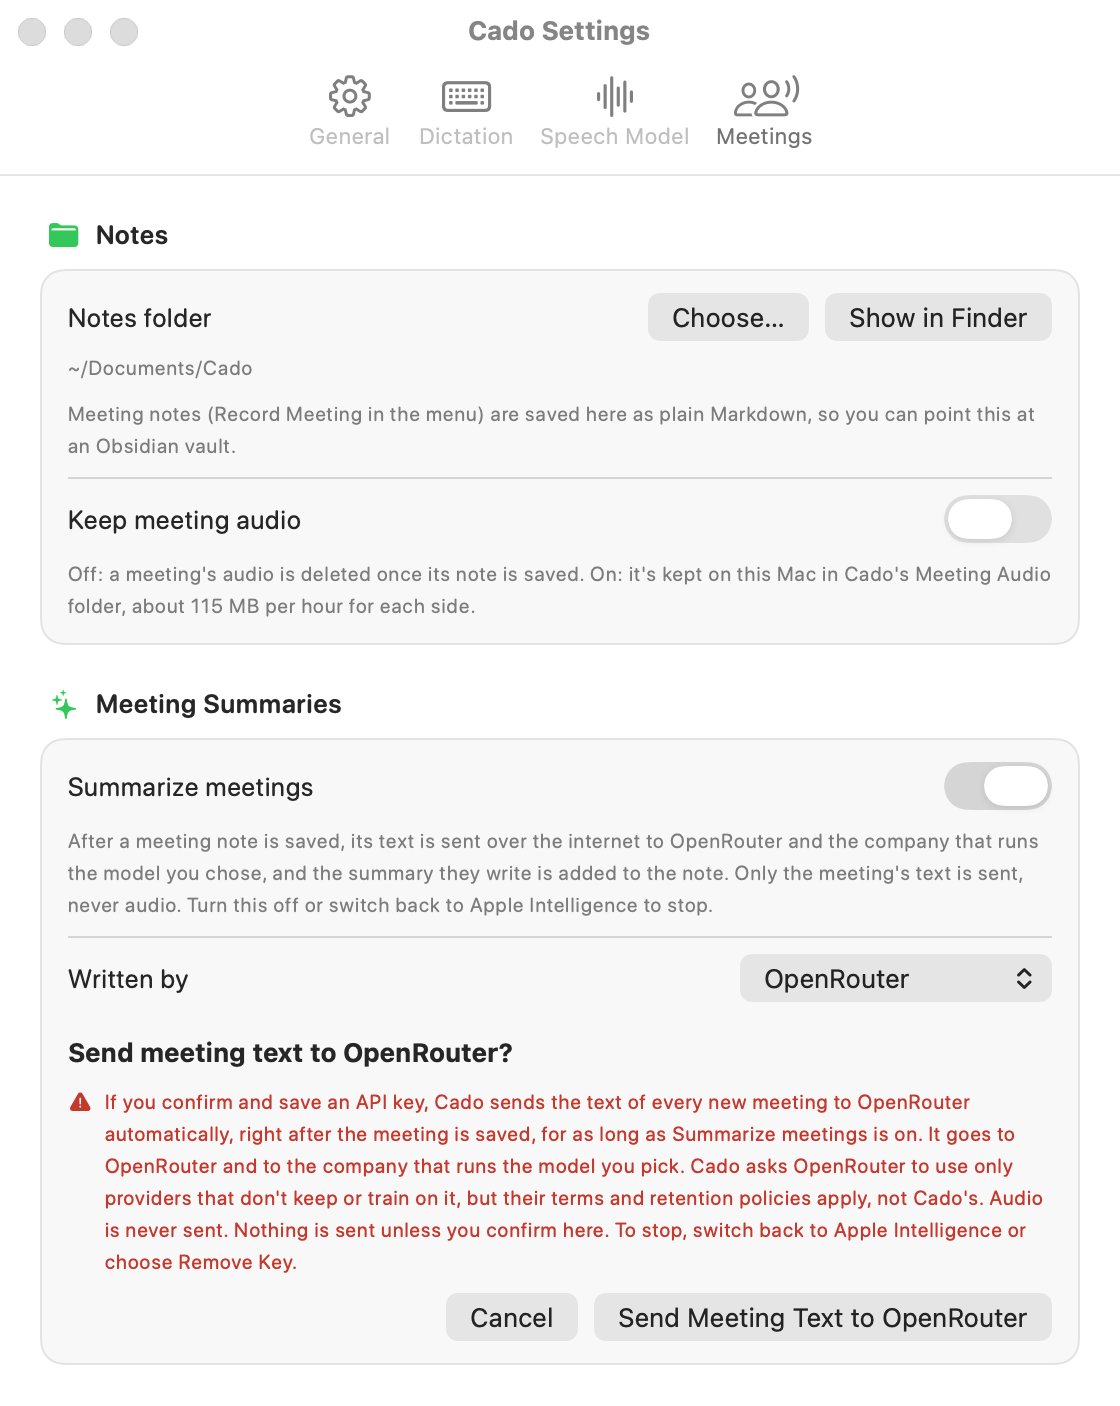 Cado Settings
General
Dictation
Speech Model
Meetings
Notes
Notes folder
Choose...
Show in Finder
~/Documents/Cado
Meeting notes (Record Meeting in the menu) are saved here as plain Markdown, so you can point this at
an Obsidian vault.
Keep meeting audio
Off: a meeting's audio is deleted once its note is saved. On: it's kept on this Mac in Cado's Meeting Audio
folder, about 115 MB per hour for each side.
Meeting Summaries
Summarize meetings
After a meeting note is saved, its text is sent over the internet to OpenRouter and the company that runs
the model you chose, and the summary they write is added to the note. Only the meeting's text is sent,
never audio. Turn this off or switch back to Apple Intelligence to stop.
Written by
OpenRouter
Send meeting text to OpenRouter?
If you confirm and save an API key, Cado sends the text of every new meeting to OpenRouter
automatically, right after the meeting is saved, for as long as Summarize meetings is on. It goes to
OpenRouter and to the company that runs the model you pick. Cado asks OpenRouter to use only
providers that don't keep or train on it, but their terms and retention policies apply, not Cado's. Audio
is never sent. Nothing is sent unless you confirm here. To stop, switch back to Apple Intelligence or
choose Remove Key.
Cancel
Send Meeting Text to OpenRouter